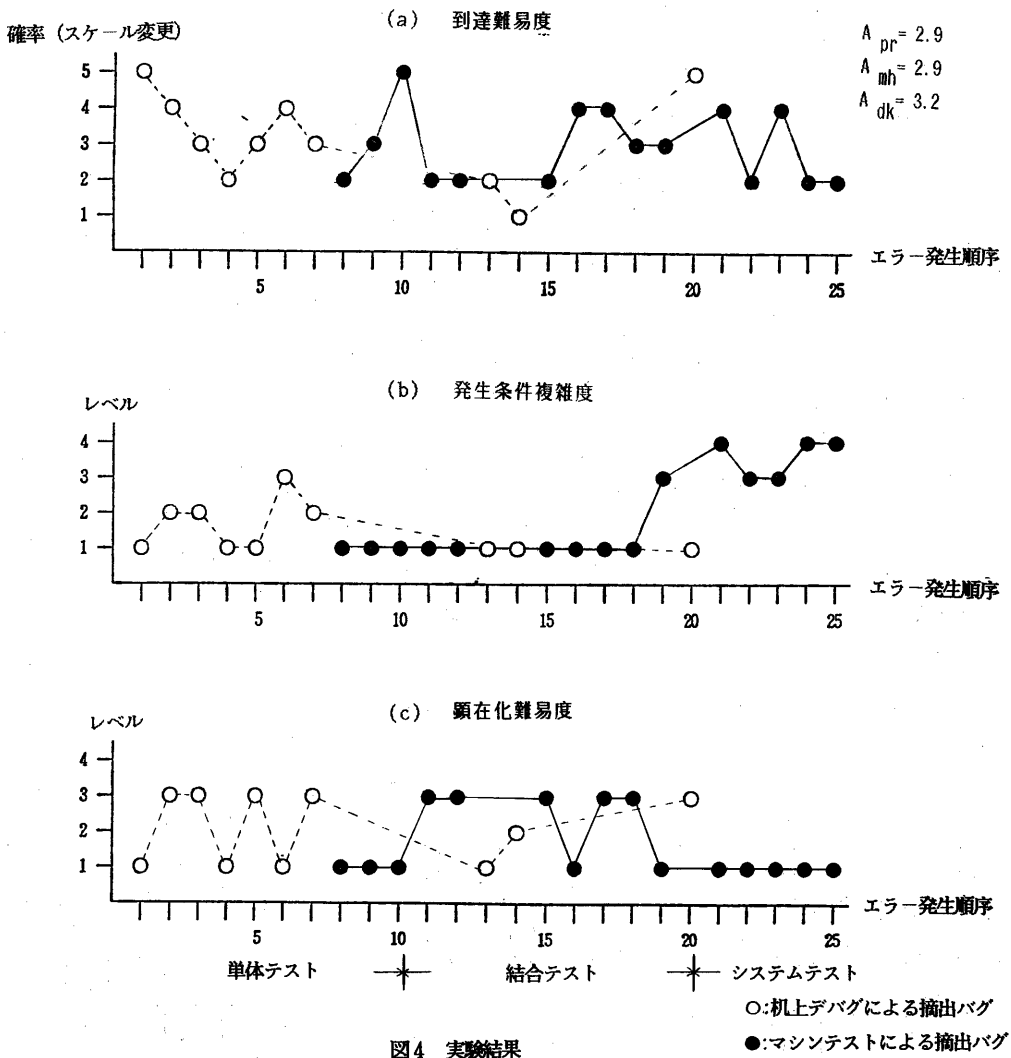 (a) 到達難易度
確率 (スケール変更)
A pr = 2.9
A mh = 2.9
A dk = 3.2
5
4
3
2
1
5 10 15 20 25
エラー発生順序
(b) 発生条件複雑度
レベル
4
3
2
1
5 10 15 20 25
エラー発生順序
(c) 顕在化難易度
レベル
4
3
2
1
5 10 15 20 25
エラー発生順序
単体テスト 結合テスト システムテスト
○:机上デバグによる摘出バグ
●:マシンテストによる摘出バグ
図4 実験結果